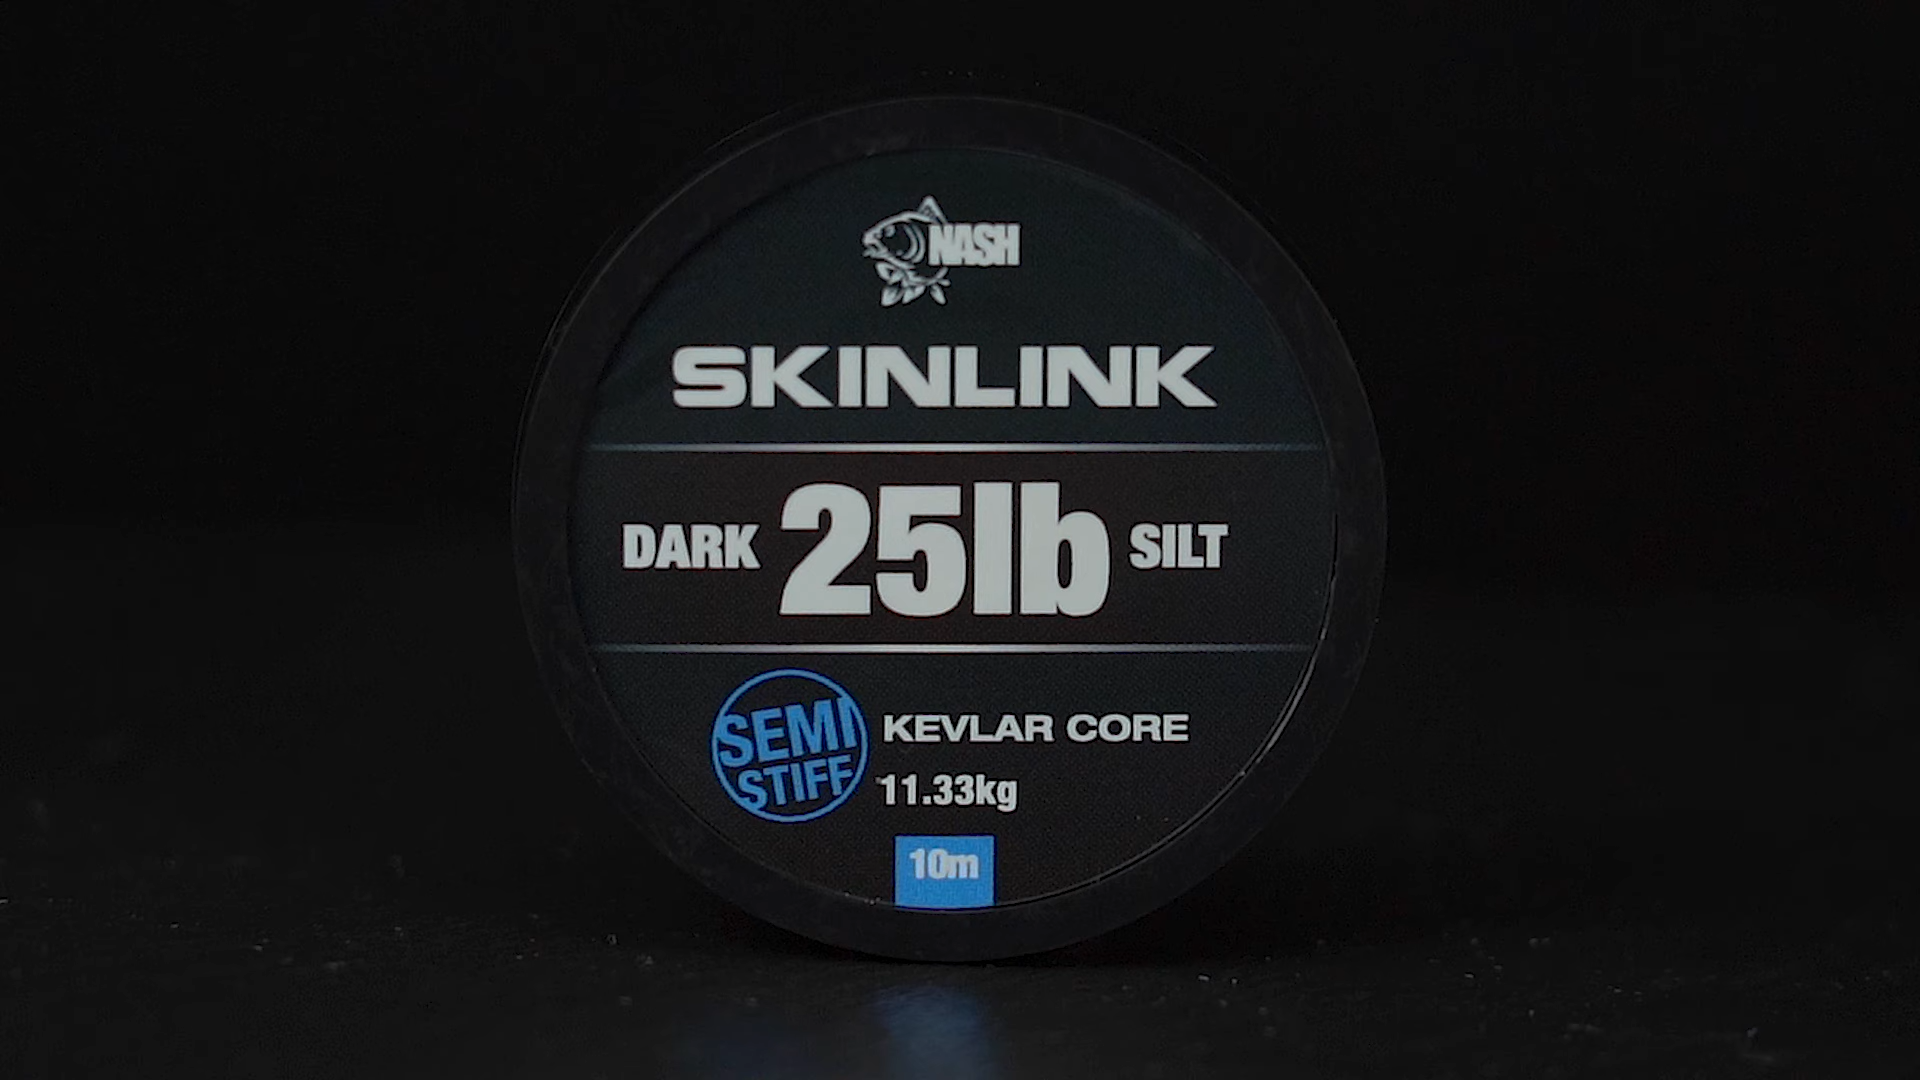 NASH
SKINLINK
DARK 25lb SILT
SEMI
STIFF
KEVLAR CORE
11.33kg
10m